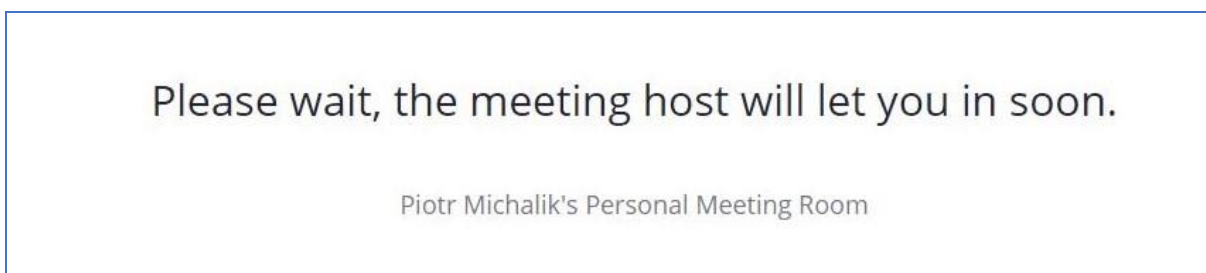 Please wait, the meeting host will let you in soon.
Piotr Michalik's Personal Meeting Room